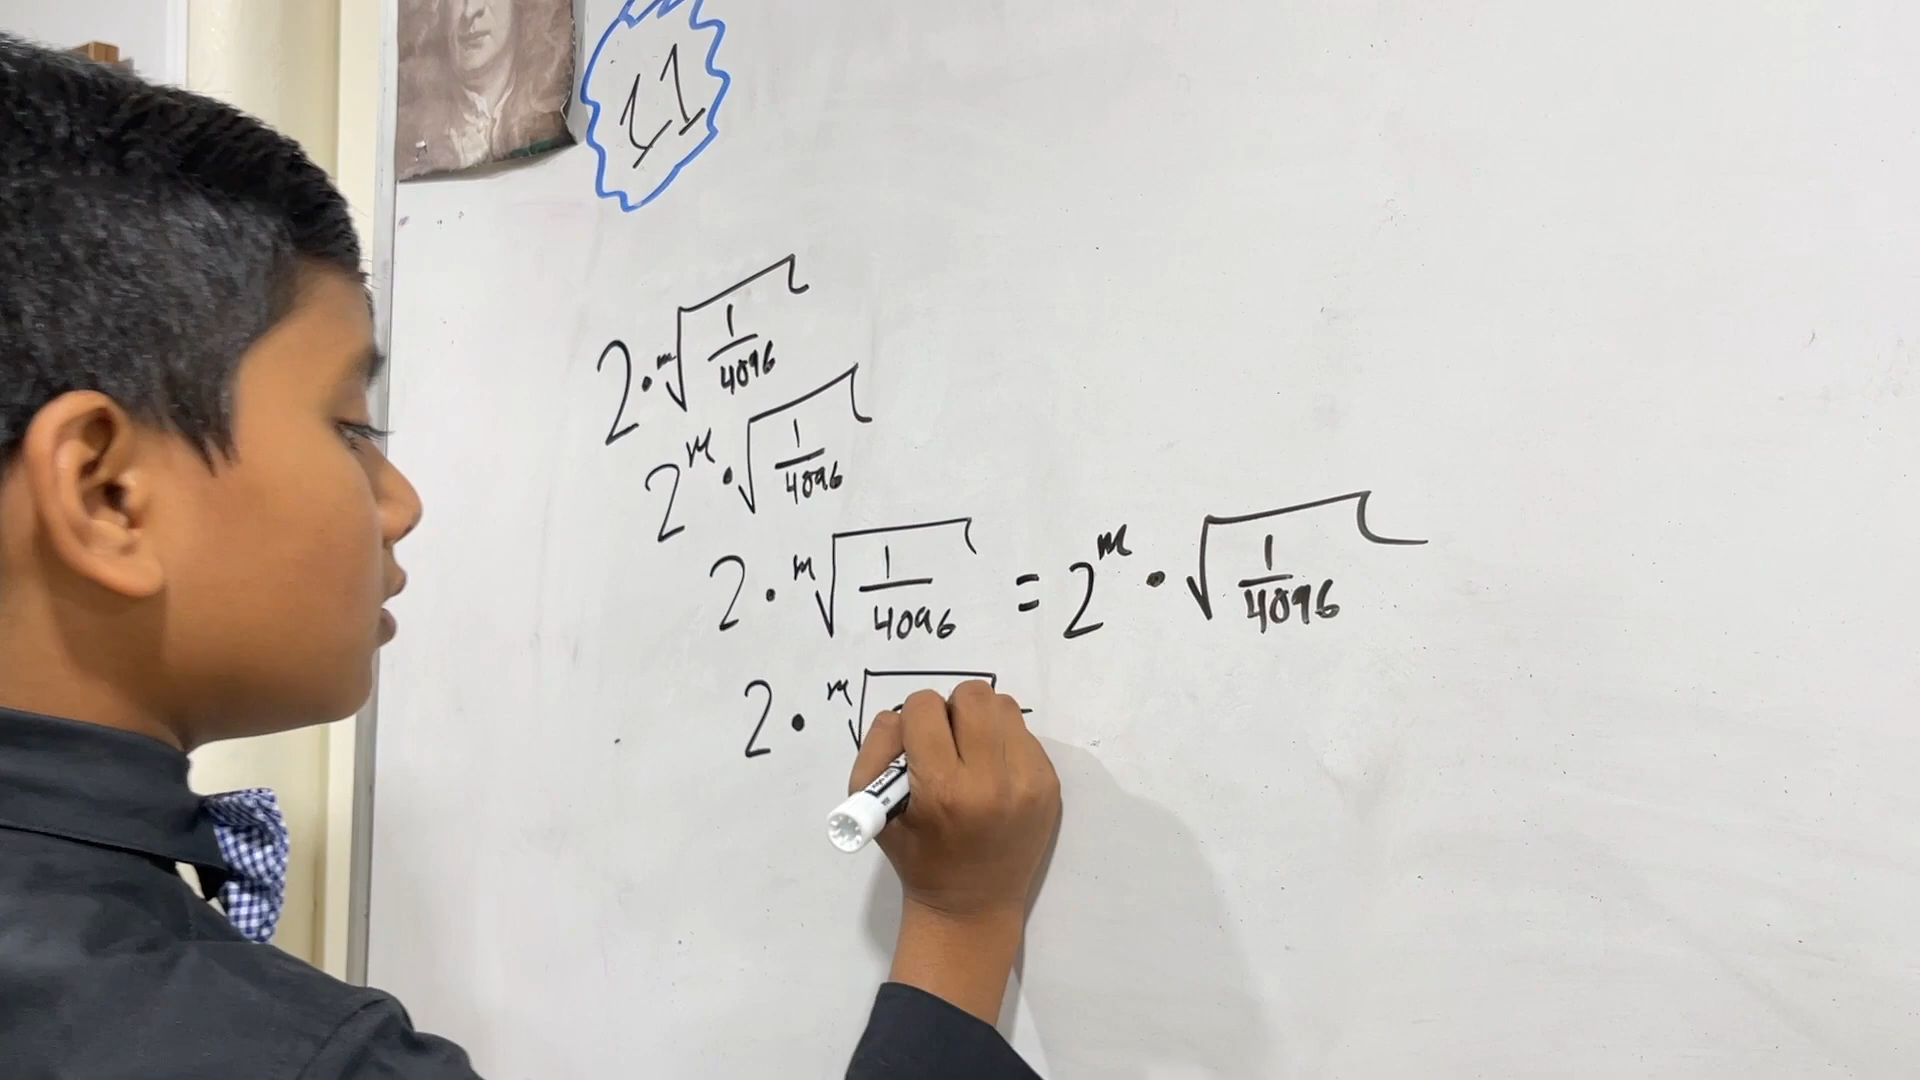 11
2 · ᵐ√(1/4096)
2ᵐ · √(1/4096)
2 · ᵐ√(1/4096) = 2ᵐ · √(1/4096)
2 · ᵐ√